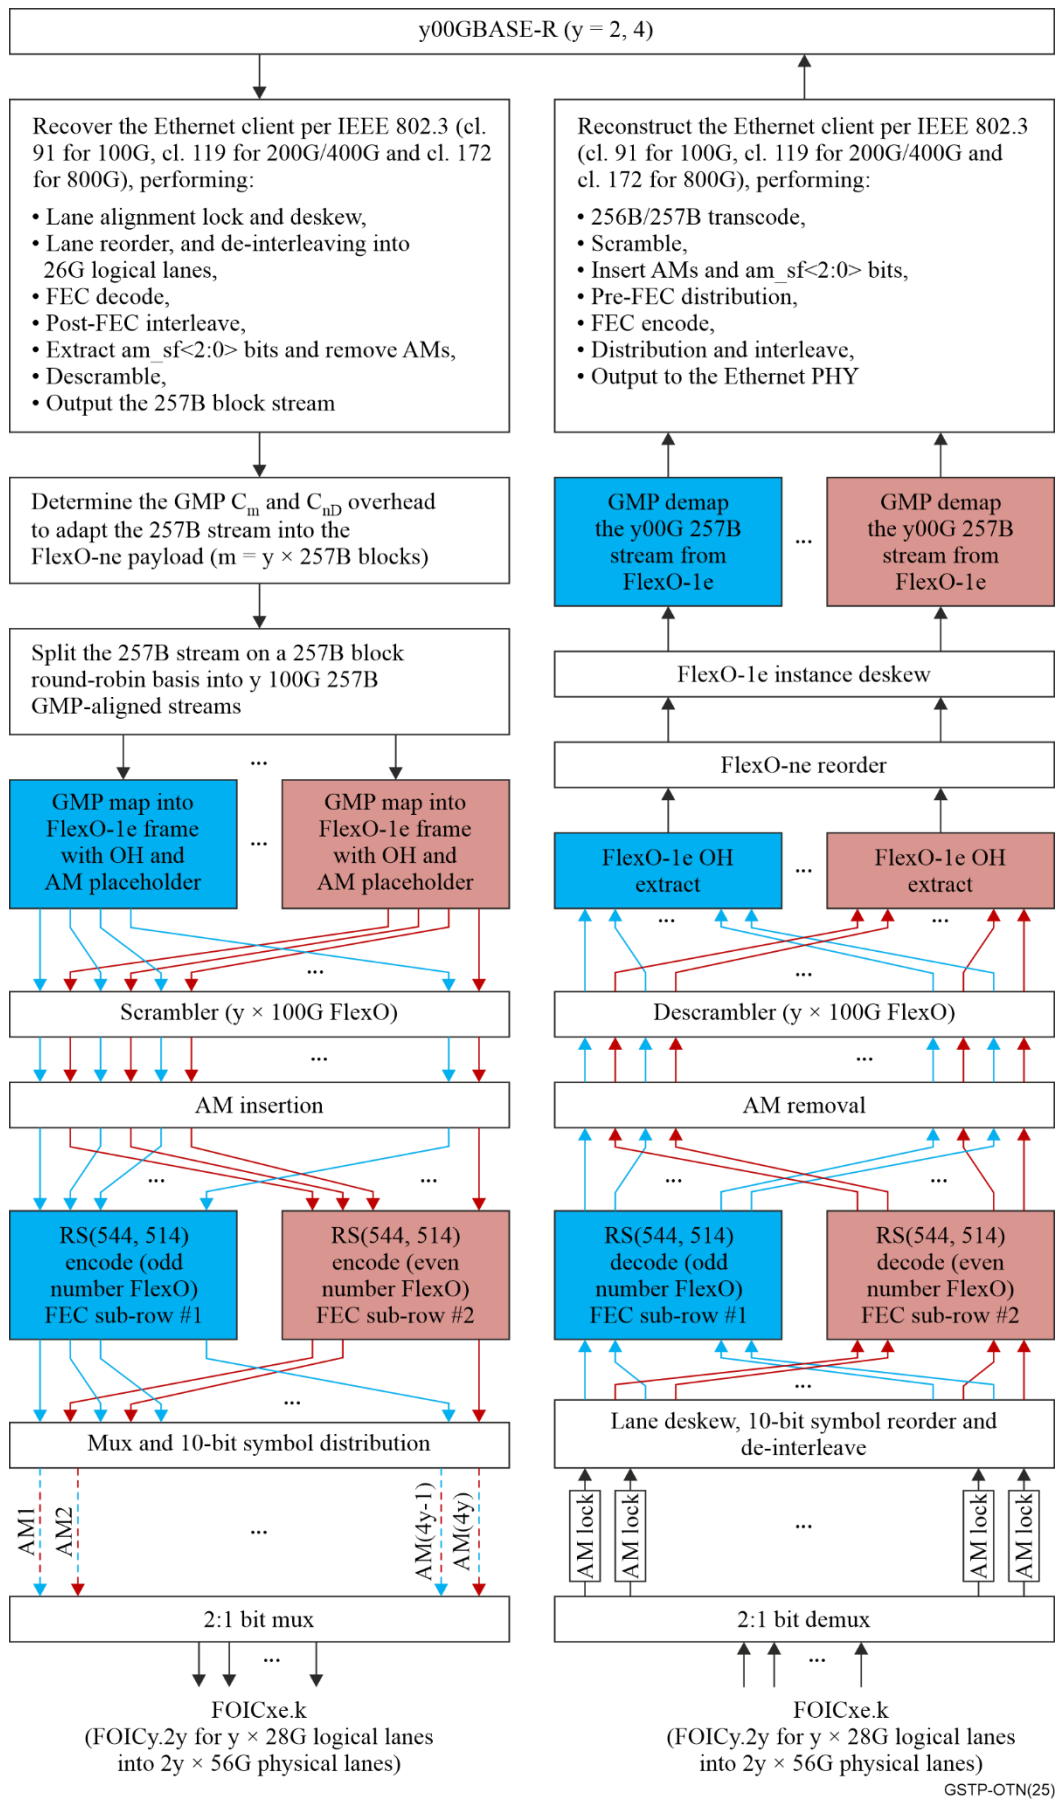 y00GBASE-R (y = 2, 4)
Recover the Ethernet client per IEEE 802.3 (cl.
91 for 100G, cl. 119 for 200G/400G and cl. 172
for 800G), performing:
• Lane alignment lock and deskew,
• Lane reorder, and de-interleaving into
26G logical lanes,
• FEC decode,
• Post-FEC interleave,
• Extract am_sf<2:0> bits and remove AMs,
• Descramble,
• Output the 257B block stream
Determine the GMP Cm and CnD overhead
to adapt the 257B stream into the
FlexO-ne payload (m = y × 257B blocks)
Split the 257B stream on a 257B block
round-robin basis into y 100G 257B
GMP-aligned streams
...
GMP map into
FlexO-1e frame
with OH and
AM placeholder
...
GMP map into
FlexO-1e frame
with OH and
AM placeholder
...
Scrambler (y × 100G FlexO)
...
AM insertion
...
...
RS(544, 514)
encode (odd
number FlexO)
FEC sub-row #1
RS(544, 514)
encode (even
number FlexO)
FEC sub-row #2
...
Mux and 10-bit symbol distribution
AM1
AM2
...
AM(4y-1)
AM(4y)
2:1 bit mux
...
FOICxe.k
(FOICy.2y for y × 28G logical lanes
into 2y × 56G physical lanes)
Reconstruct the Ethernet client per IEEE 802.3
(cl. 91 for 100G, cl. 119 for 200G/400G and
cl. 172 for 800G), performing:
• 256B/257B transcode,
• Scramble,
• Insert AMs and am_sf<2:0> bits,
• Pre-FEC distribution,
• FEC encode,
• Distribution and interleave,
• Output to the Ethernet PHY
GMP demap
the y00G 257B
stream from
FlexO-1e
...
GMP demap
the y00G 257B
stream from
FlexO-1e
FlexO-1e instance deskew
FlexO-ne reorder
FlexO-1e OH
extract
...
FlexO-1e OH
extract
...
...
...
Descrambler (y × 100G FlexO)
...
AM removal
...
...
RS(544, 514)
decode (odd
number FlexO)
FEC sub-row #1
RS(544, 514)
decode (even
number FlexO)
FEC sub-row #2
...
Lane deskew, 10-bit symbol reorder and
de-interleave
AM lock
AM lock
...
AM lock
AM lock
2:1 bit demux
...
FOICxe.k
(FOICy.2y for y × 28G logical lanes
into 2y × 56G physical lanes)
GSTP-OTN(25)